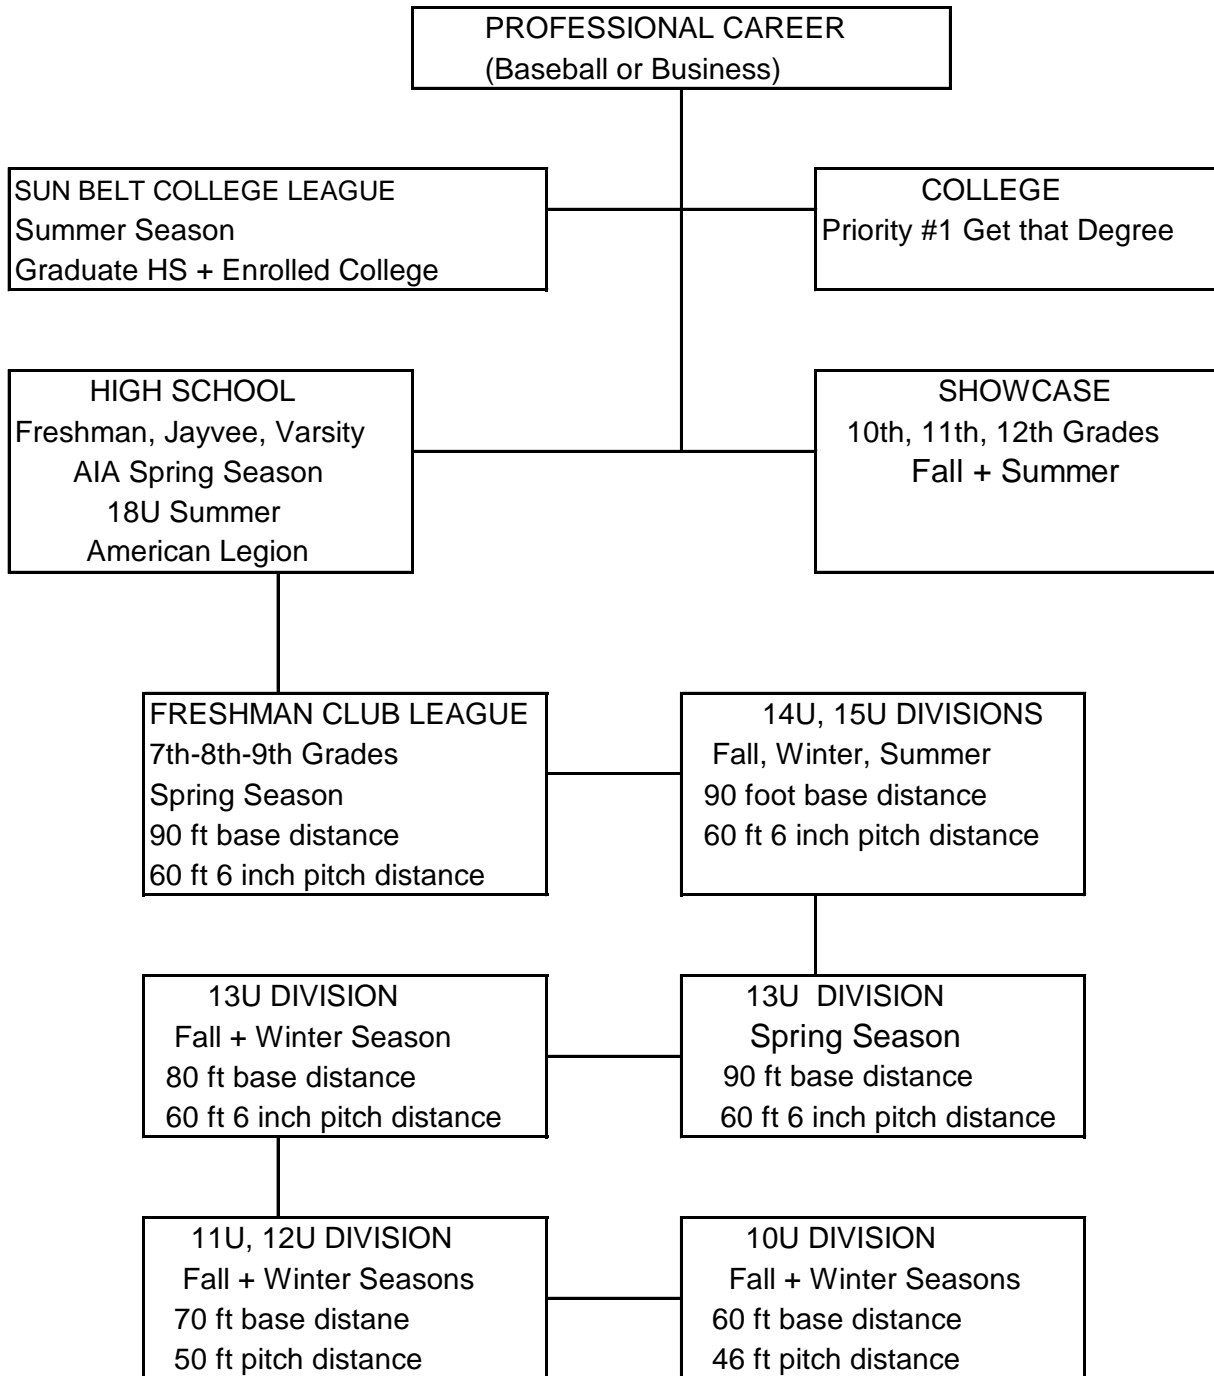 PROFESSIONAL CAREER
(Baseball or Business)
SUN BELT COLLEGE LEAGUE
Summer Season
Graduate HS + Enrolled College
COLLEGE
Priority #1 Get that Degree
HIGH SCHOOL
Freshman, Jayvee, Varsity
AIA Spring Season
18U Summer
American Legion
SHOWCASE
10th, 11th, 12th Grades
Fall + Summer
FRESHMAN CLUB LEAGUE
7th-8th-9th Grades
Spring Season
90 ft base distance
60 ft 6 inch pitch distance
14U, 15U DIVISIONS
Fall, Winter, Summer
90 foot base distance
60 ft 6 inch pitch distance
13U DIVISION
Fall + Winter Season
80 ft base distance
60 ft 6 inch pitch distance
13U  DIVISION
Spring Season
90 ft base distance
60 ft 6 inch pitch distance
11U, 12U DIVISION
Fall + Winter Seasons
70 ft base distane
50 ft pitch distance
10U DIVISION
Fall + Winter Seasons
60 ft base distance
46 ft pitch distance